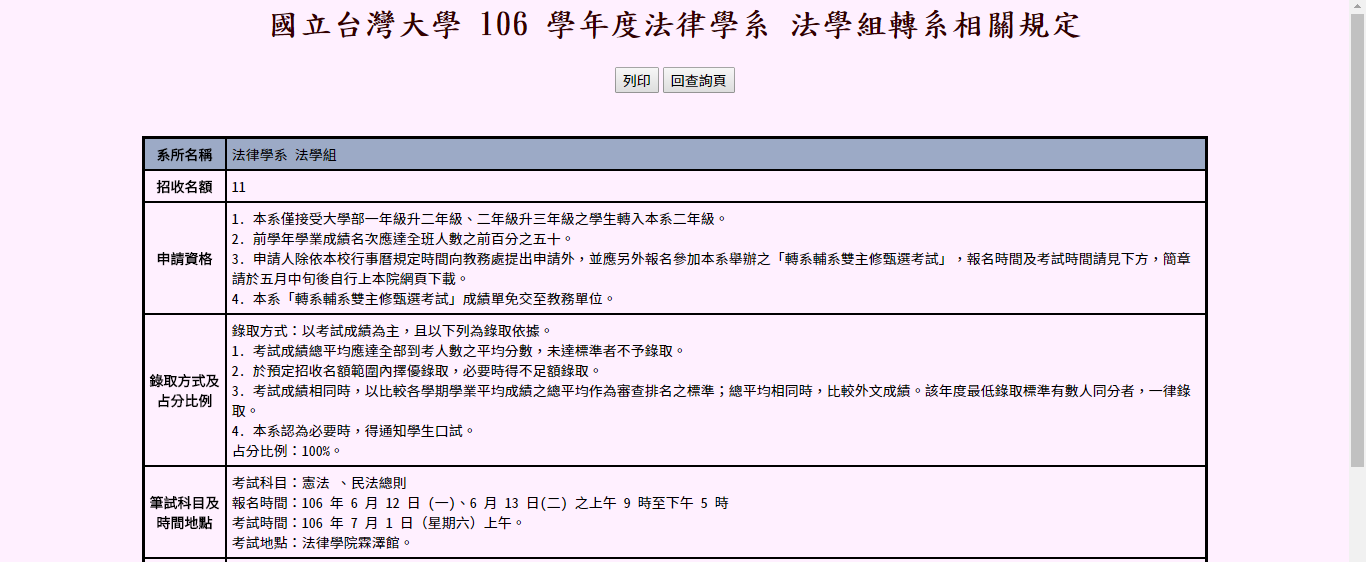 國立台灣大學 106 學年度法律學系 法學組轉系相關規定
列印 回查詢頁
系所名稱 法律學系 法學組
招收名額 11
申請資格
1. 本系僅接受大學部一年級升二年級、二年級升三年級之學生轉入本系二年級。
2. 前學年學業成績名次應達全班人數之前百分之五十。
3. 申請人除依本校行事曆規定時間向教務處提出申請外，並應另外報名參加本系舉辦之「轉系輔系雙主修甄選考試」，報名時間及考試時間請見下方，簡章
請於五月中旬後自行上本院網頁下載。
4. 本系「轉系輔系雙主修甄選考試」成績單免交至教務單位。
錄取方式及
占分比例
錄取方式：以考試成績為主，且以下列為錄取依據。
1. 考試成績總平均應達全部到考人數之平均分數，未達標準者不予錄取。
2. 於預定招收名額範圍內擇優錄取，必要時得不足額錄取。
3. 考試成績相同時，以比較各學期學業平均成績之總平均作為審查排名之標準；總平均相同時，比較外文成績。該年度最低錄取標準有數人同分者，一律錄
取。
4. 本系認為必要時，得通知學生口試。
占分比例：100%。
筆試科目及
時間地點
考試科目：憲法 、民法總則
報名時間：106 年 6 月 12 日 (一)、6 月 13 日(二) 之上午 9 時至下午 5 時
考試時間：106 年 7 月 1 日（星期六）上午。
考試地點：法律學院霖澤館。